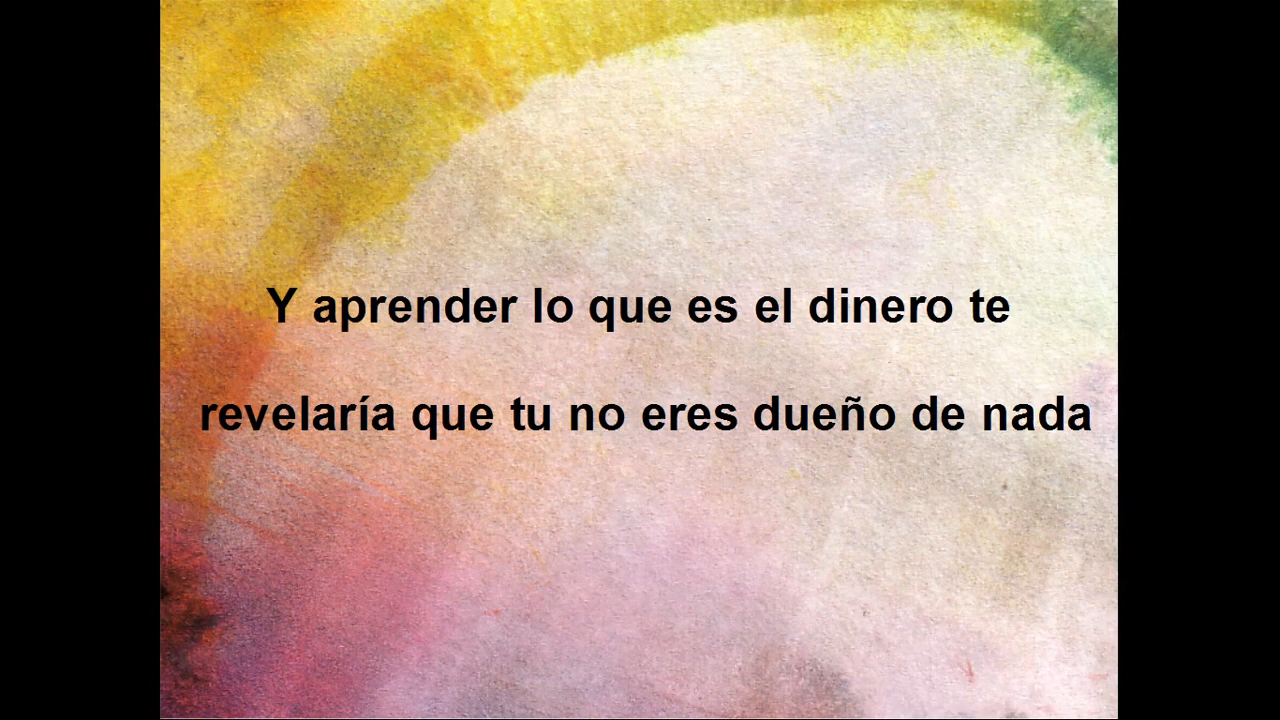 Y aprender lo que es el dinero te
revelaría que tu no eres dueño de nada